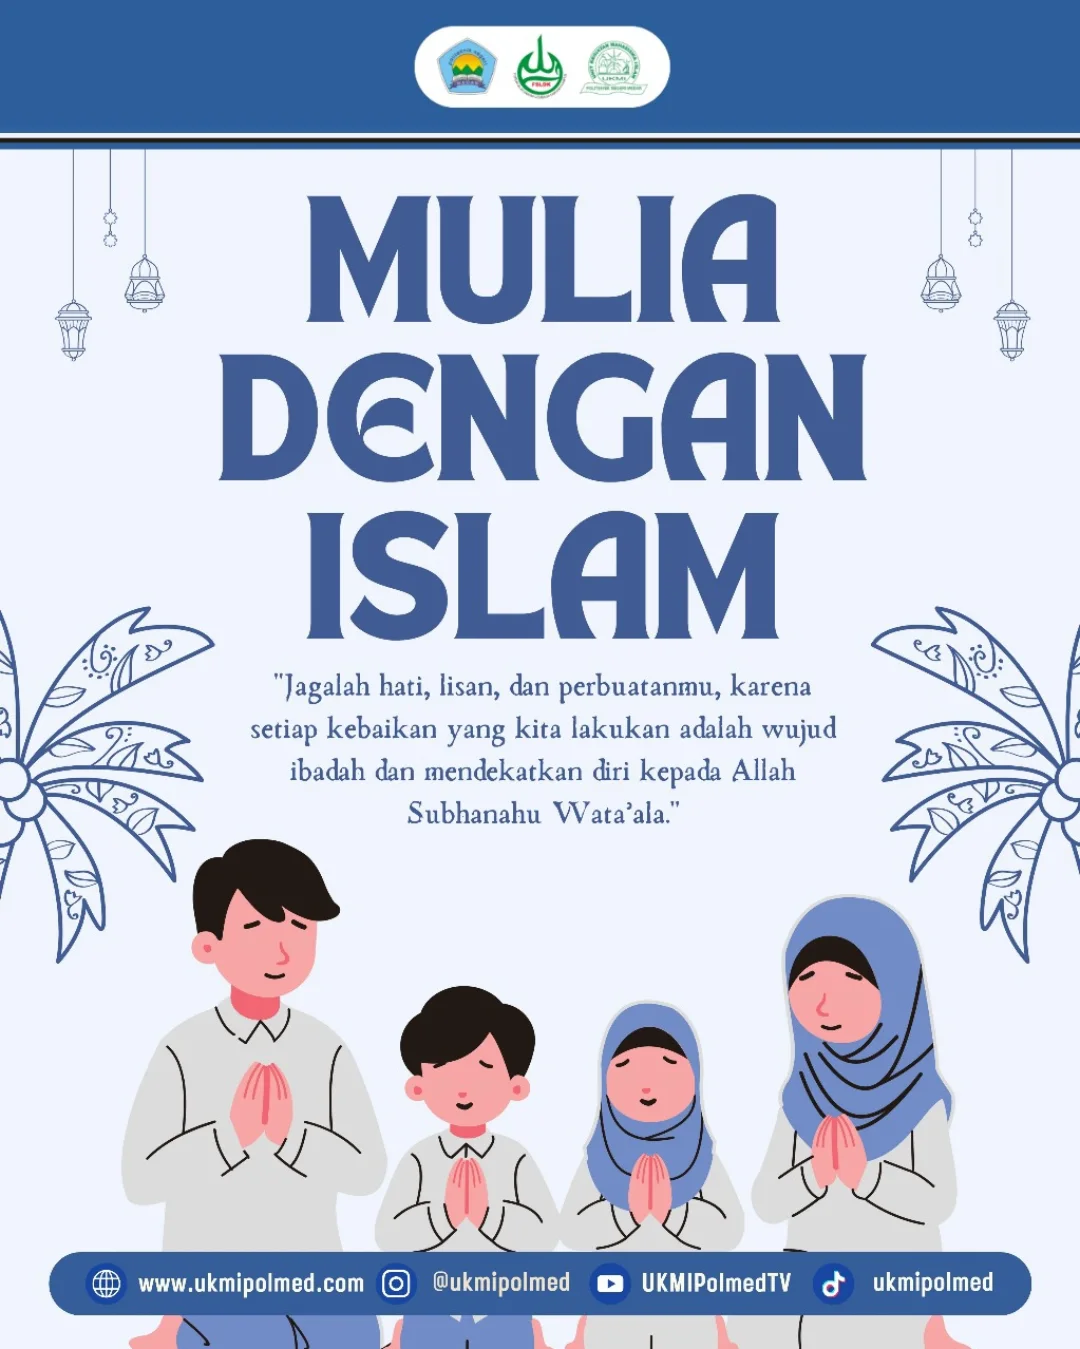 MULIA
DENGAN
ISLAM
"Jagalah hati, lisan, dan perbuatanmu, karena
setiap kebaikan yang kita lakukan adalah wujud
ibadah dan mendekatkan diri kepada Allah
Subhanahu Wata'ala."
www.ukmipolmed.com @ukmipolmed UKMIPolmedTV ukmipolmed